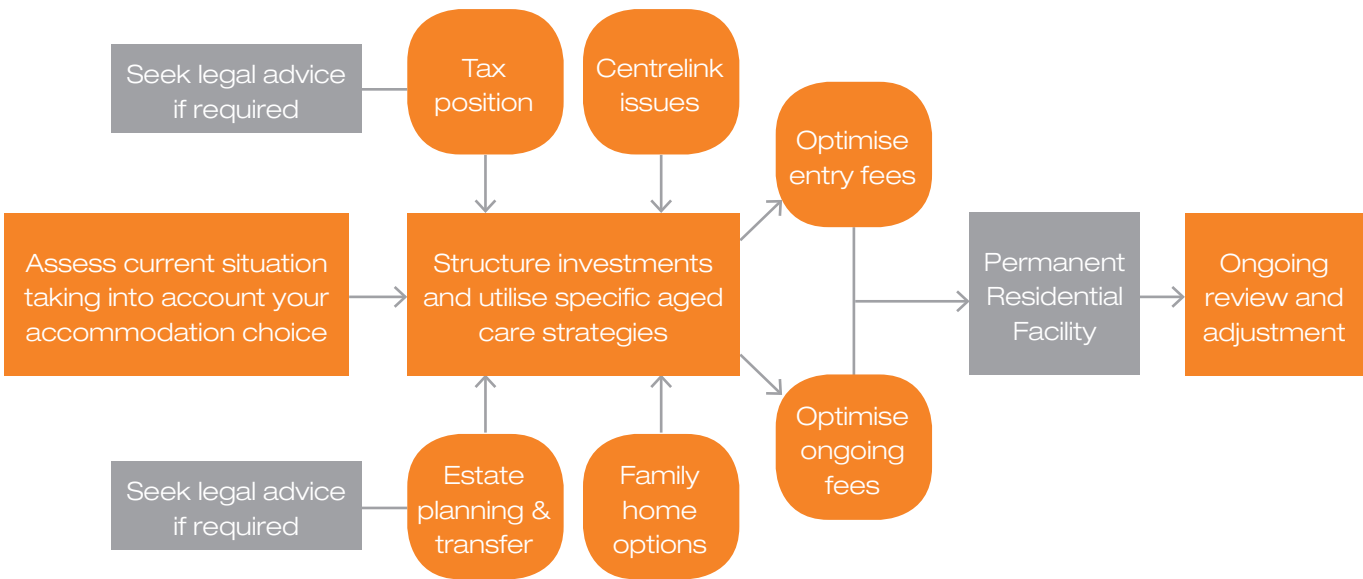 Seek legal advice
if required
Tax
position
Centrelink
issues
Optimise
entry fees
Assess current situation
taking into account your
accommodation choice
Structure investments
and utilise specific aged
care strategies
Permanent
Residential
Facility
Ongoing
review and
adjustment
Optimise
ongoing
fees
Seek legal advice
if required
Estate
planning &
transfer
Family
home
options